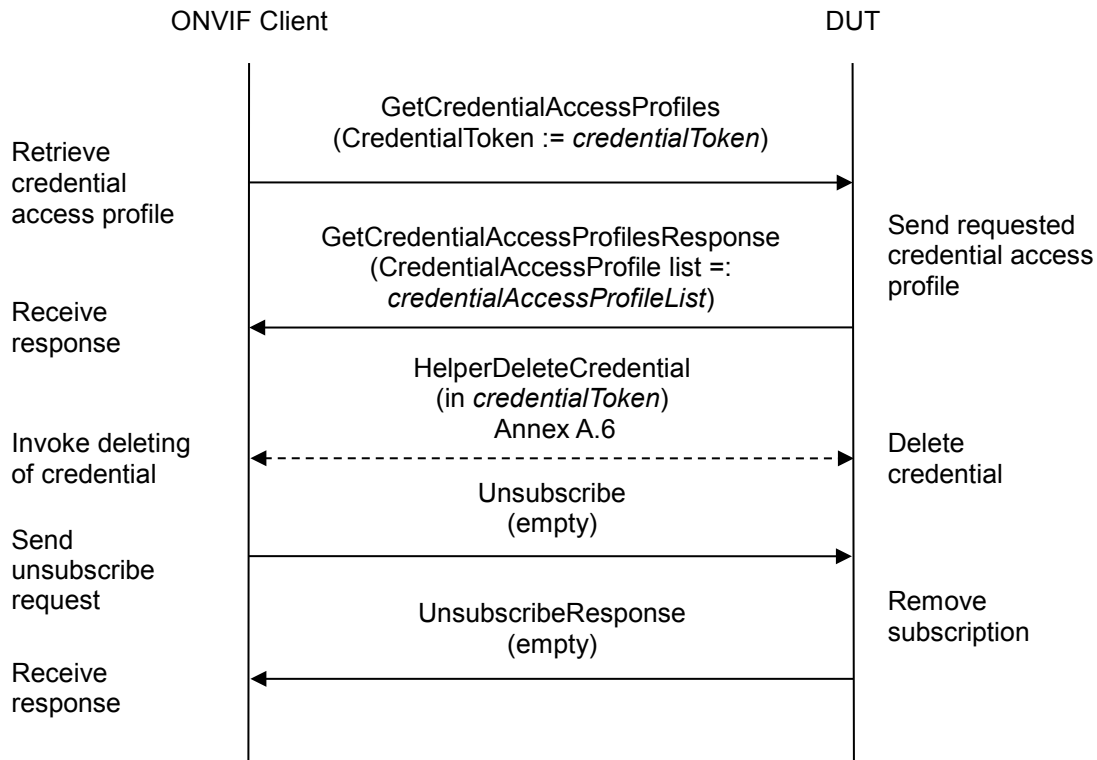 ONVIF Client
DUT
GetCredentialAccessProfiles
(CredentialToken := credentialToken)
Retrieve
credential
access profile
GetCredentialAccessProfilesResponse
(CredentialAccessProfile list =:
credentialAccessProfileList)
Send requested
credential access
profile
Receive
response
HelperDeleteCredential
(in credentialToken)
Annex A.6
Invoke deleting
of credential
Delete
credential
Unsubscribe
(empty)
Send
unsubscribe
request
UnsubscribeResponse
(empty)
Remove
subscription
Receive
response